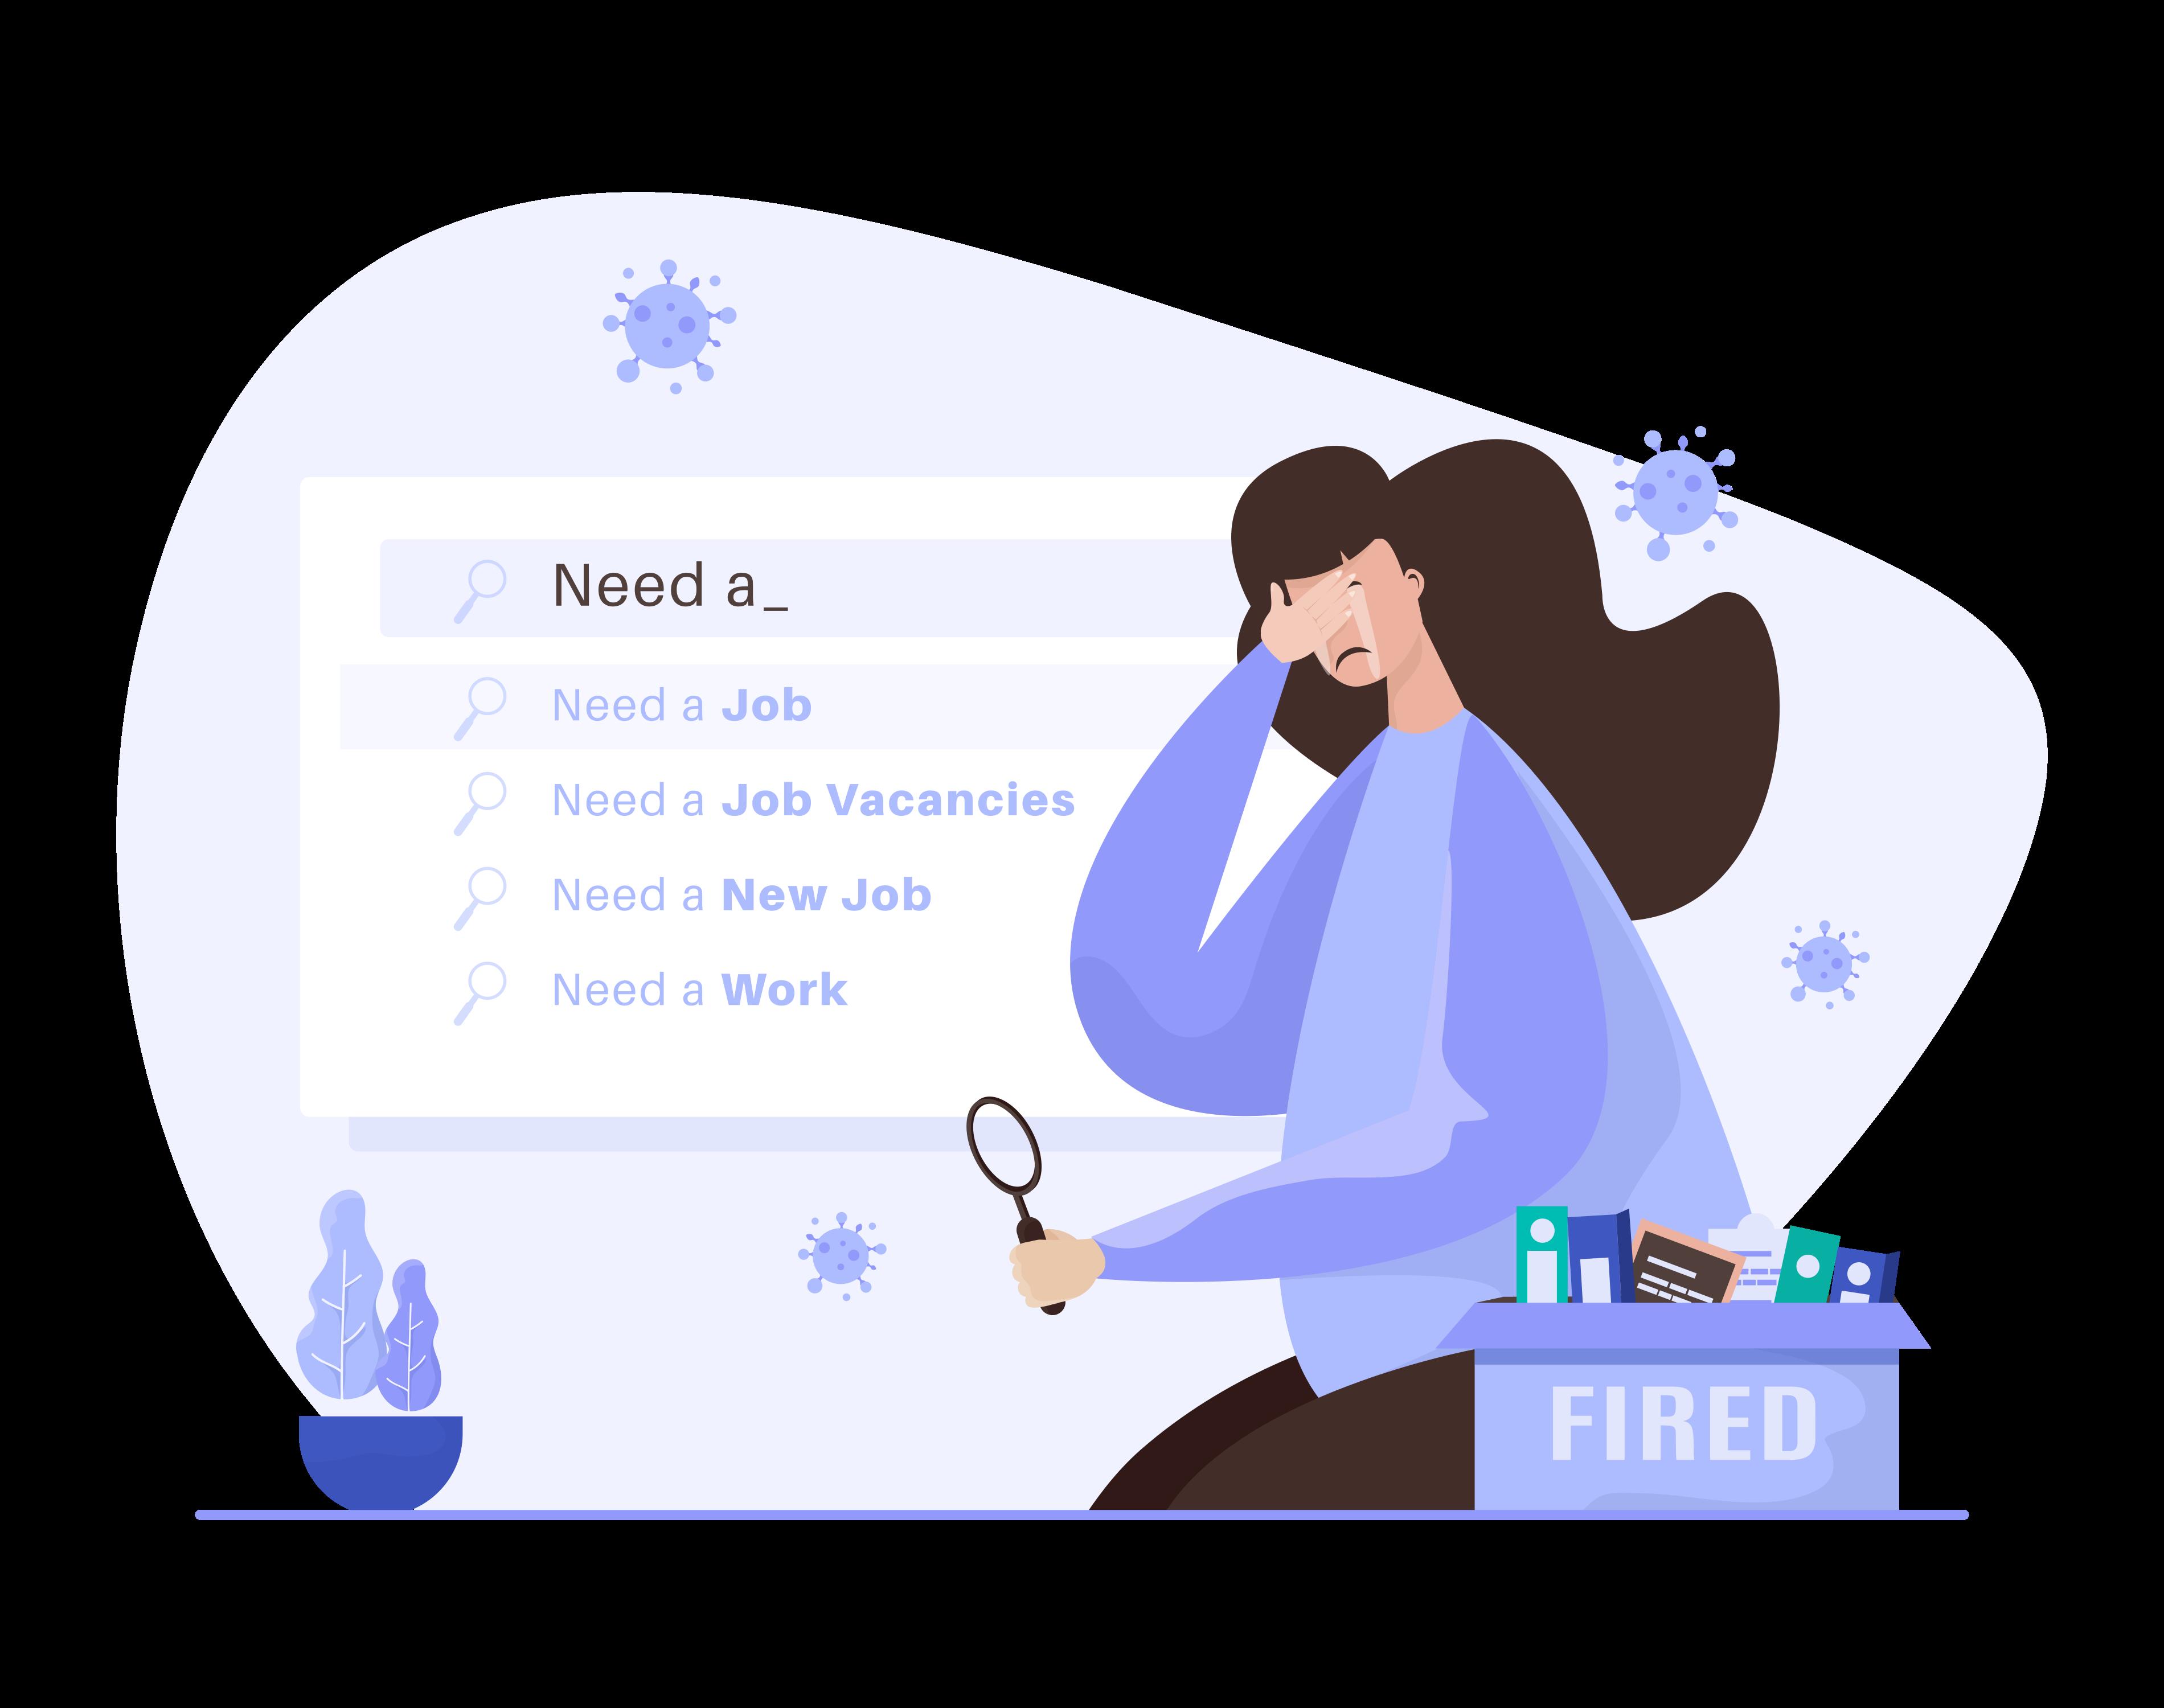 Need a_
Need a Job
Need a Job Vacancies
Need a New Job
Need a Work
FIRED